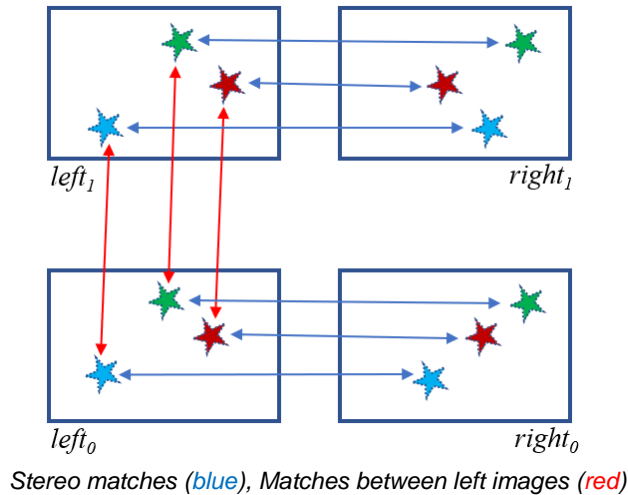 left₁ right₁
left₀ right₀
Stereo matches (blue), Matches between left images (red)